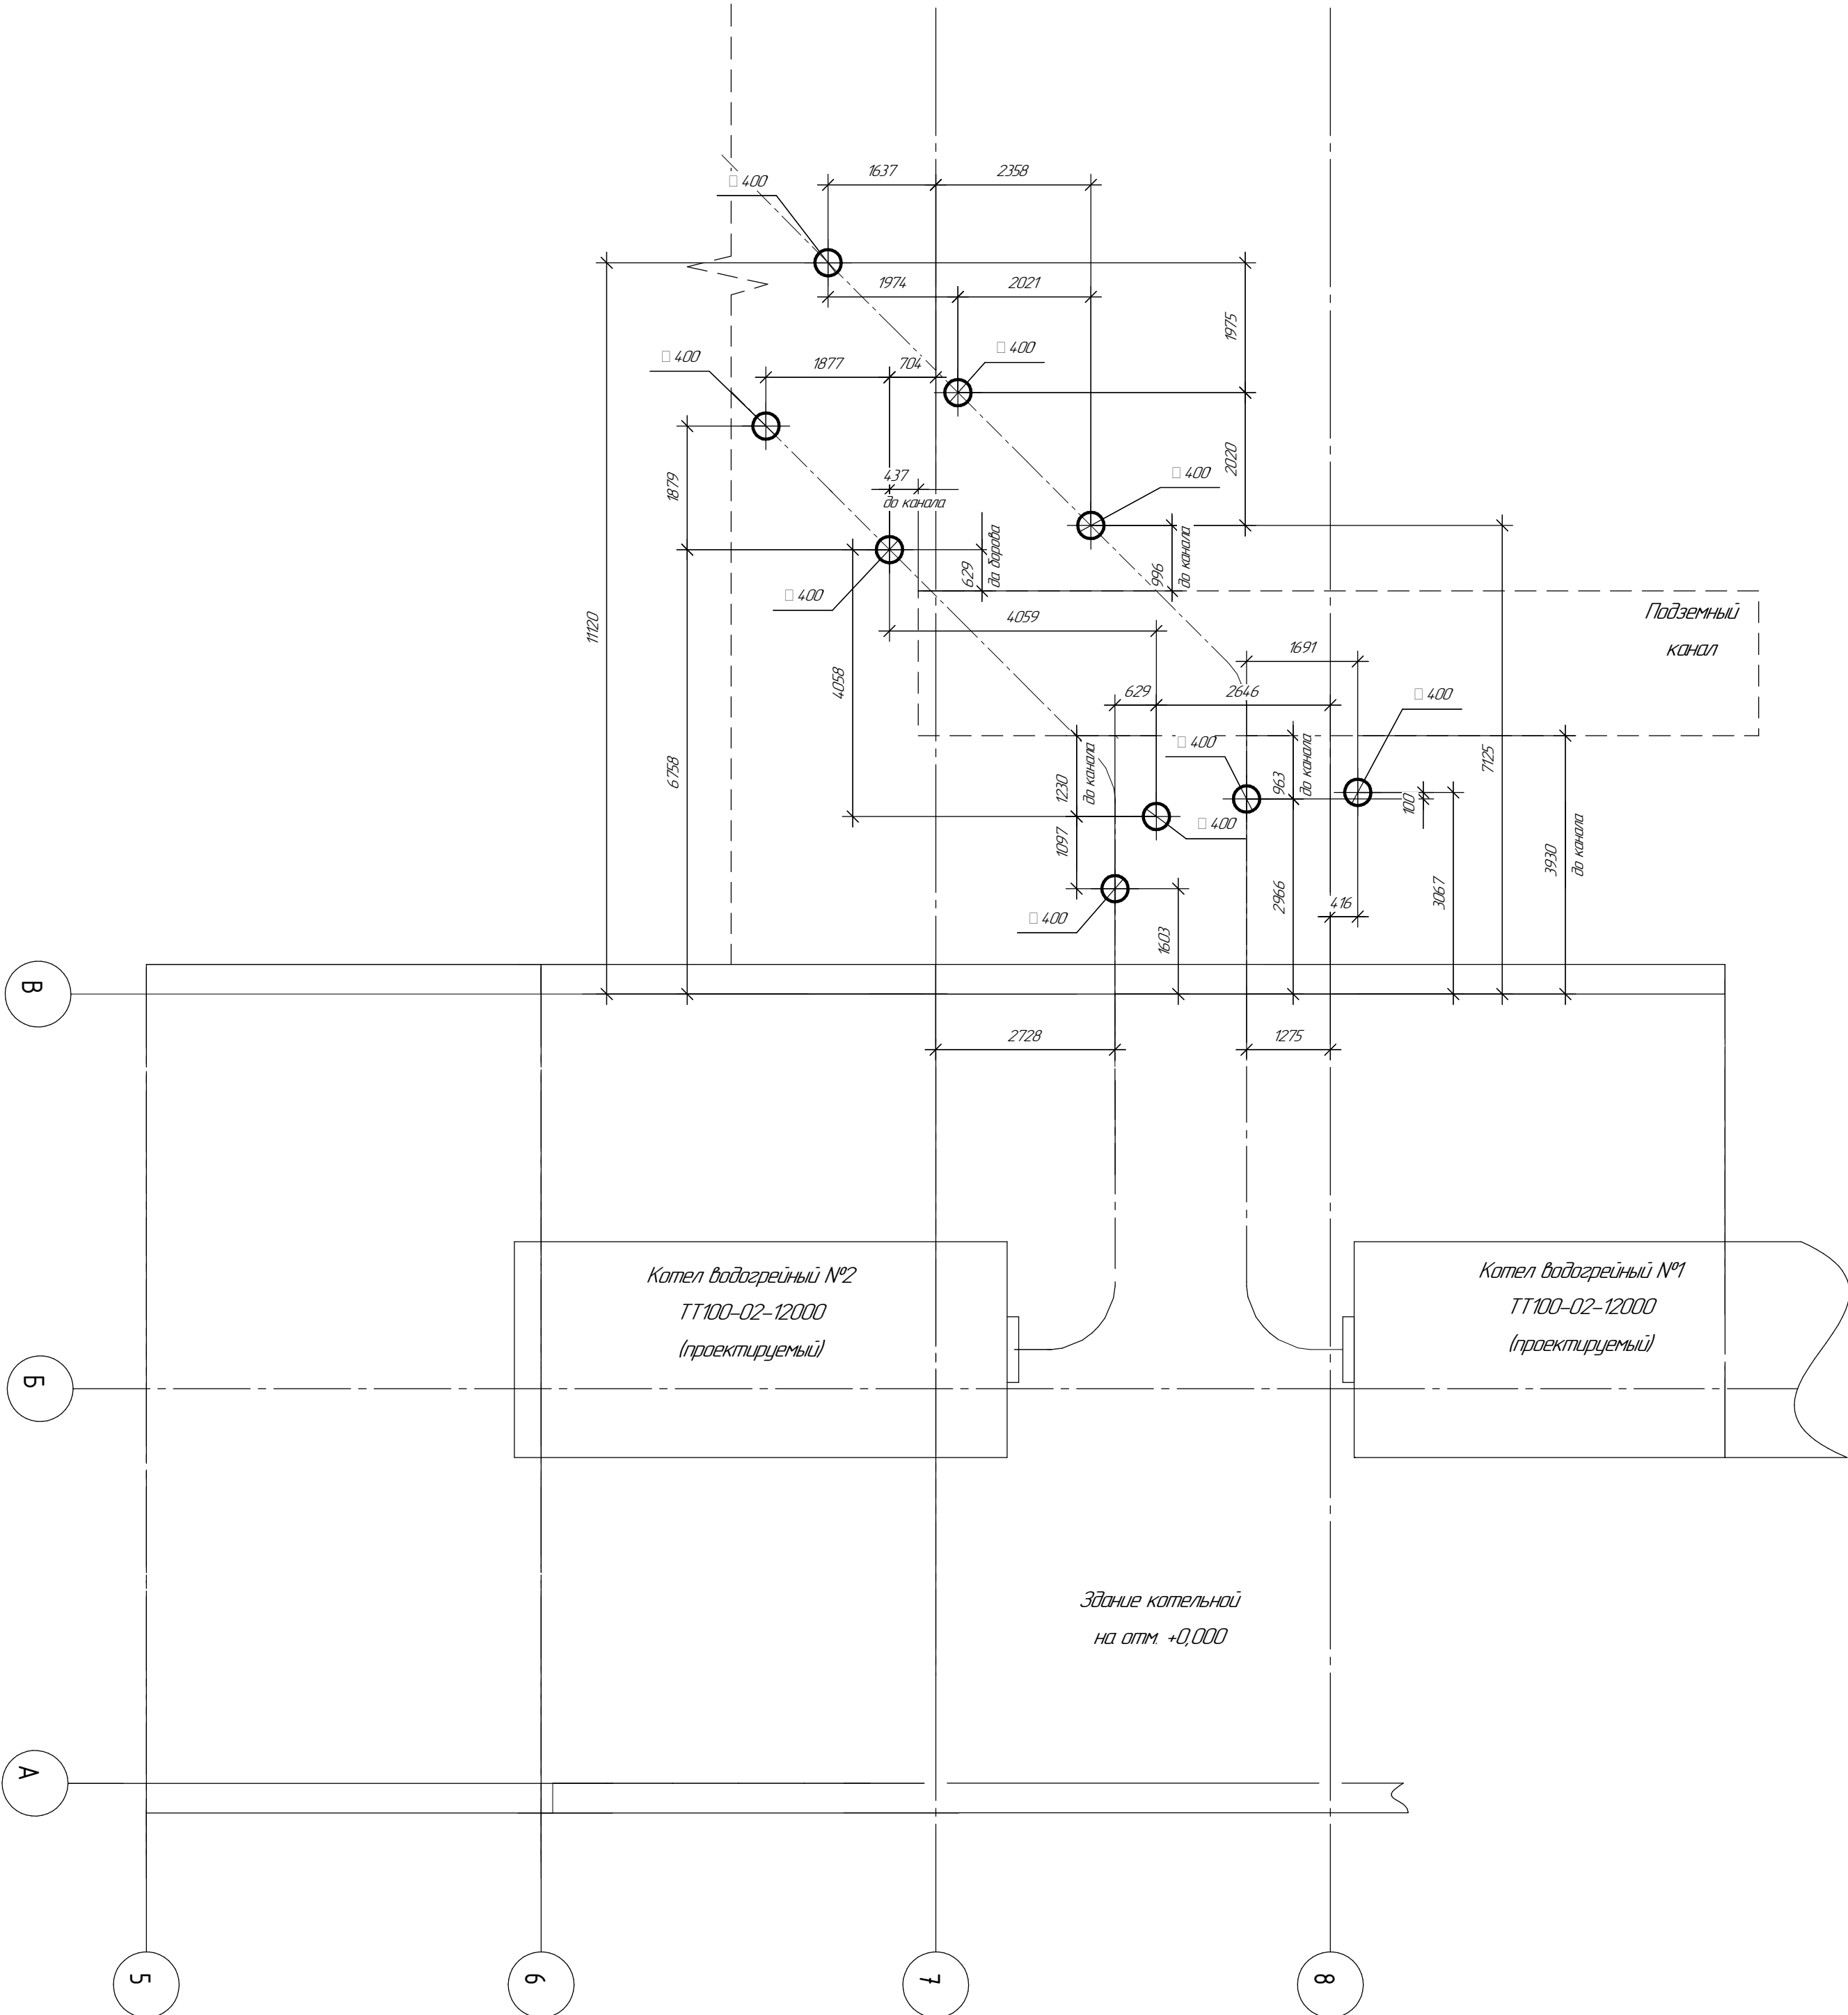 1637
2358
□ 400
1974
2021
1975
□ 400
□ 400
1877
704
2020
□ 400
437
до канала
1879
629
да борова
996
до канала
□ 400
4059
Подземный
канал
11120
1691
4058
629
2646
□ 400
□ 400
7125
6758
1230
до канала
963
до канала
100
□ 400
1097
3930
до канала
2966
3067
416
□ 400
1603
В
2728
1275
Котел водогрейный №2
ТТ100-02-12000
(проектируемый)
Котел водогрейный №1
ТТ100-02-12000
(проектируемый)
Б
Здание котельной
на отм. +0,000
А
5
6
7
8